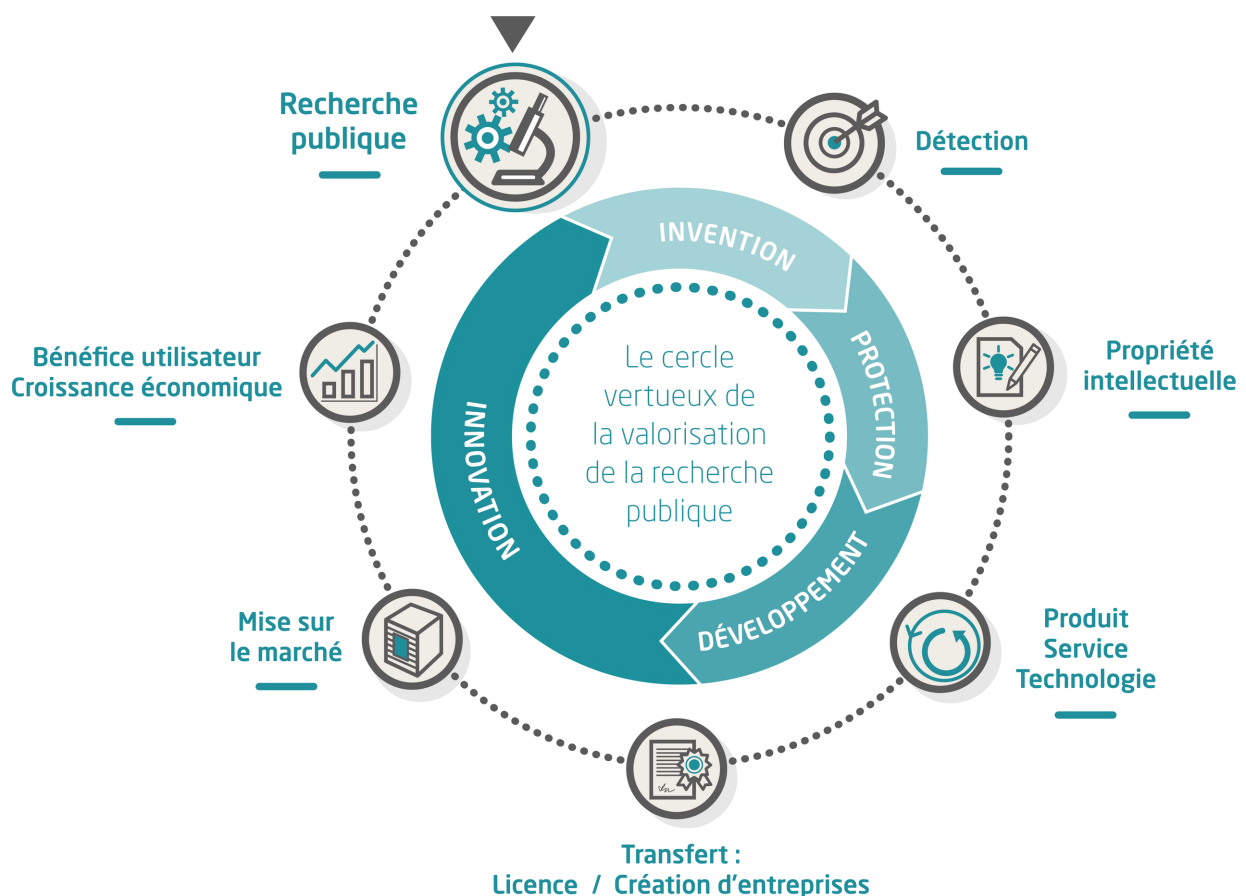 Recherche
publique
Détection
Propriété
intellectuelle
Produit
Service
Technologie
Transfert :
Licence / Création d'entreprises
Mise sur
le marché
Bénéfice utilisateur
Croissance économique
INVENTION
PROTECTION
DÉVELOPPEMENT
INNOVATION
Le cercle
vertueux de
la valorisation
de la recherche
publique